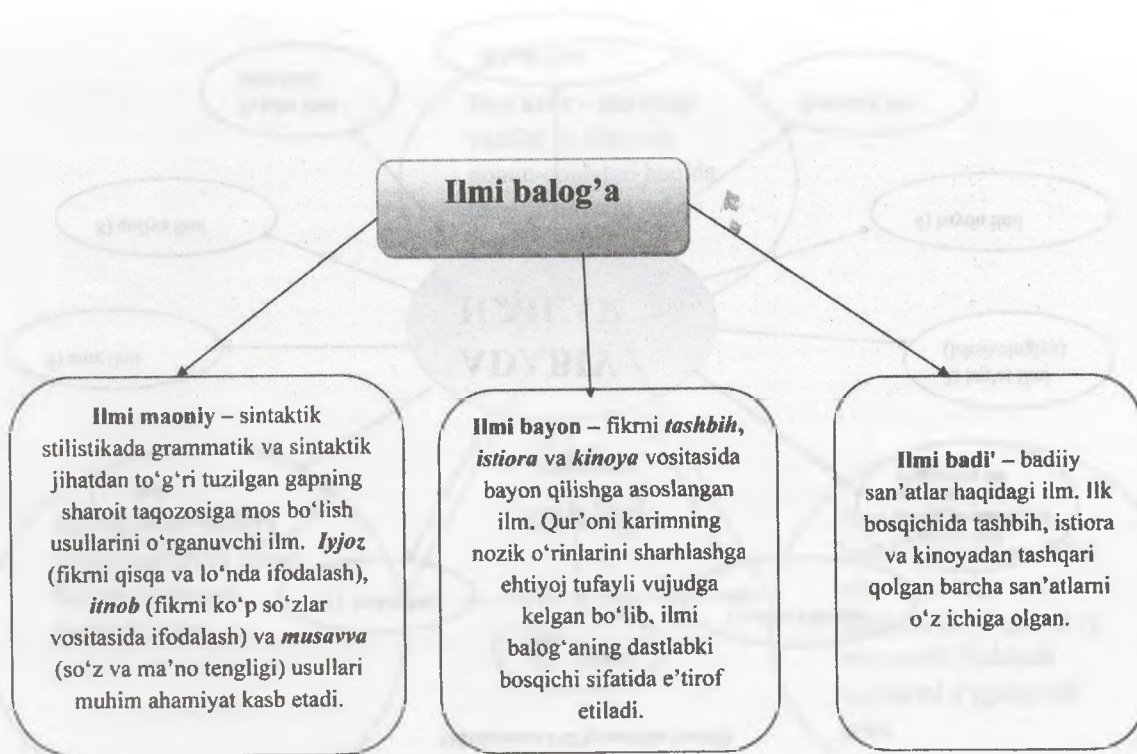 Ilmi balog’a
Ilmi maoniy – sintaktik
stilistikada grammatik va sintaktik
jihatdan to‘g‘ri tuzilgan gapning
sharoit taqozosiga mos bo‘lish
usullarini o‘rganuvchi ilm. Iyjoz
(fikrni qisqa va lo‘nda ifodalash),
itnob (fikrni ko‘p so‘zlar
vositasida ifodalash) va musavva
(so‘z va ma’no tengligi) usullari
muhim ahamiyat kasb etadi.
Ilmi bayon – fikrni tashbih,
istiora va kinoya vositasida
bayon qilishga asoslangan
ilm. Qur’oni karimning
nozik o‘rinlarini sharhlashga
ehtiyoj tufayli vujudga
kelgan bo‘lib, ilmi
balog‘aning dastlabki
bosqichi sifatida e’tirof
etiladi.
Ilmi badi' – badiiy
san’atlar haqidagi ilm. Ilk
bosqichida tashbih, istiora
va kinoyadan tashqari
qolgan barcha san’atlarni
o‘z ichiga olgan.